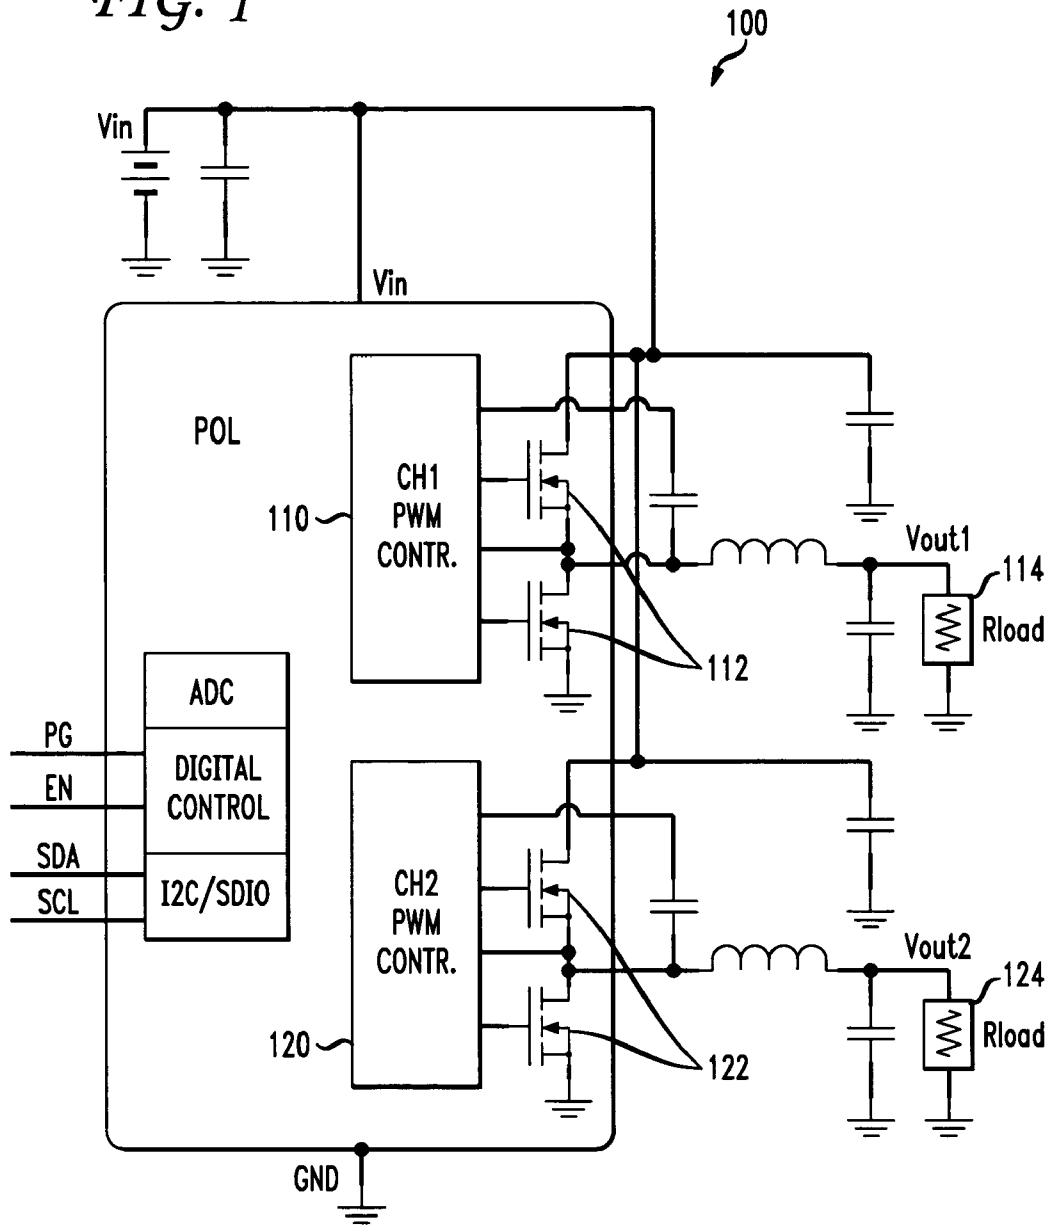 FIG. 1
100
Vin
Vin
POL
CH1
PWM
CONTR.
110
Vout1
114
Rload
112
ADC
PG
DIGITAL
CONTROL
EN
SDA
I2C/SDIO
SCL
CH2
PWM
CONTR.
120
Vout2
124
Rload
122
GND